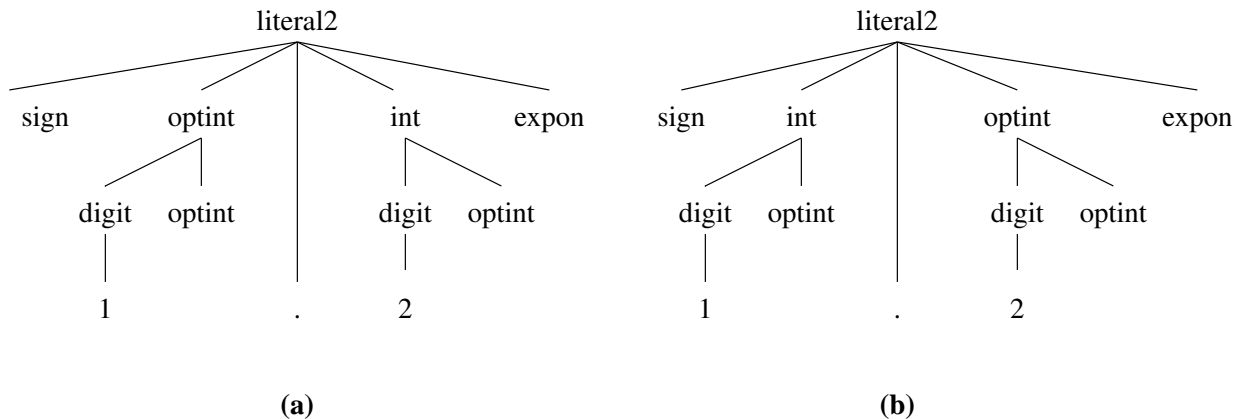 literal2 literal2
sign optint int expon sign int optint expon
digit optint digit optint digit optint digit optint
1 . 2 1 . 2
(a) (b)